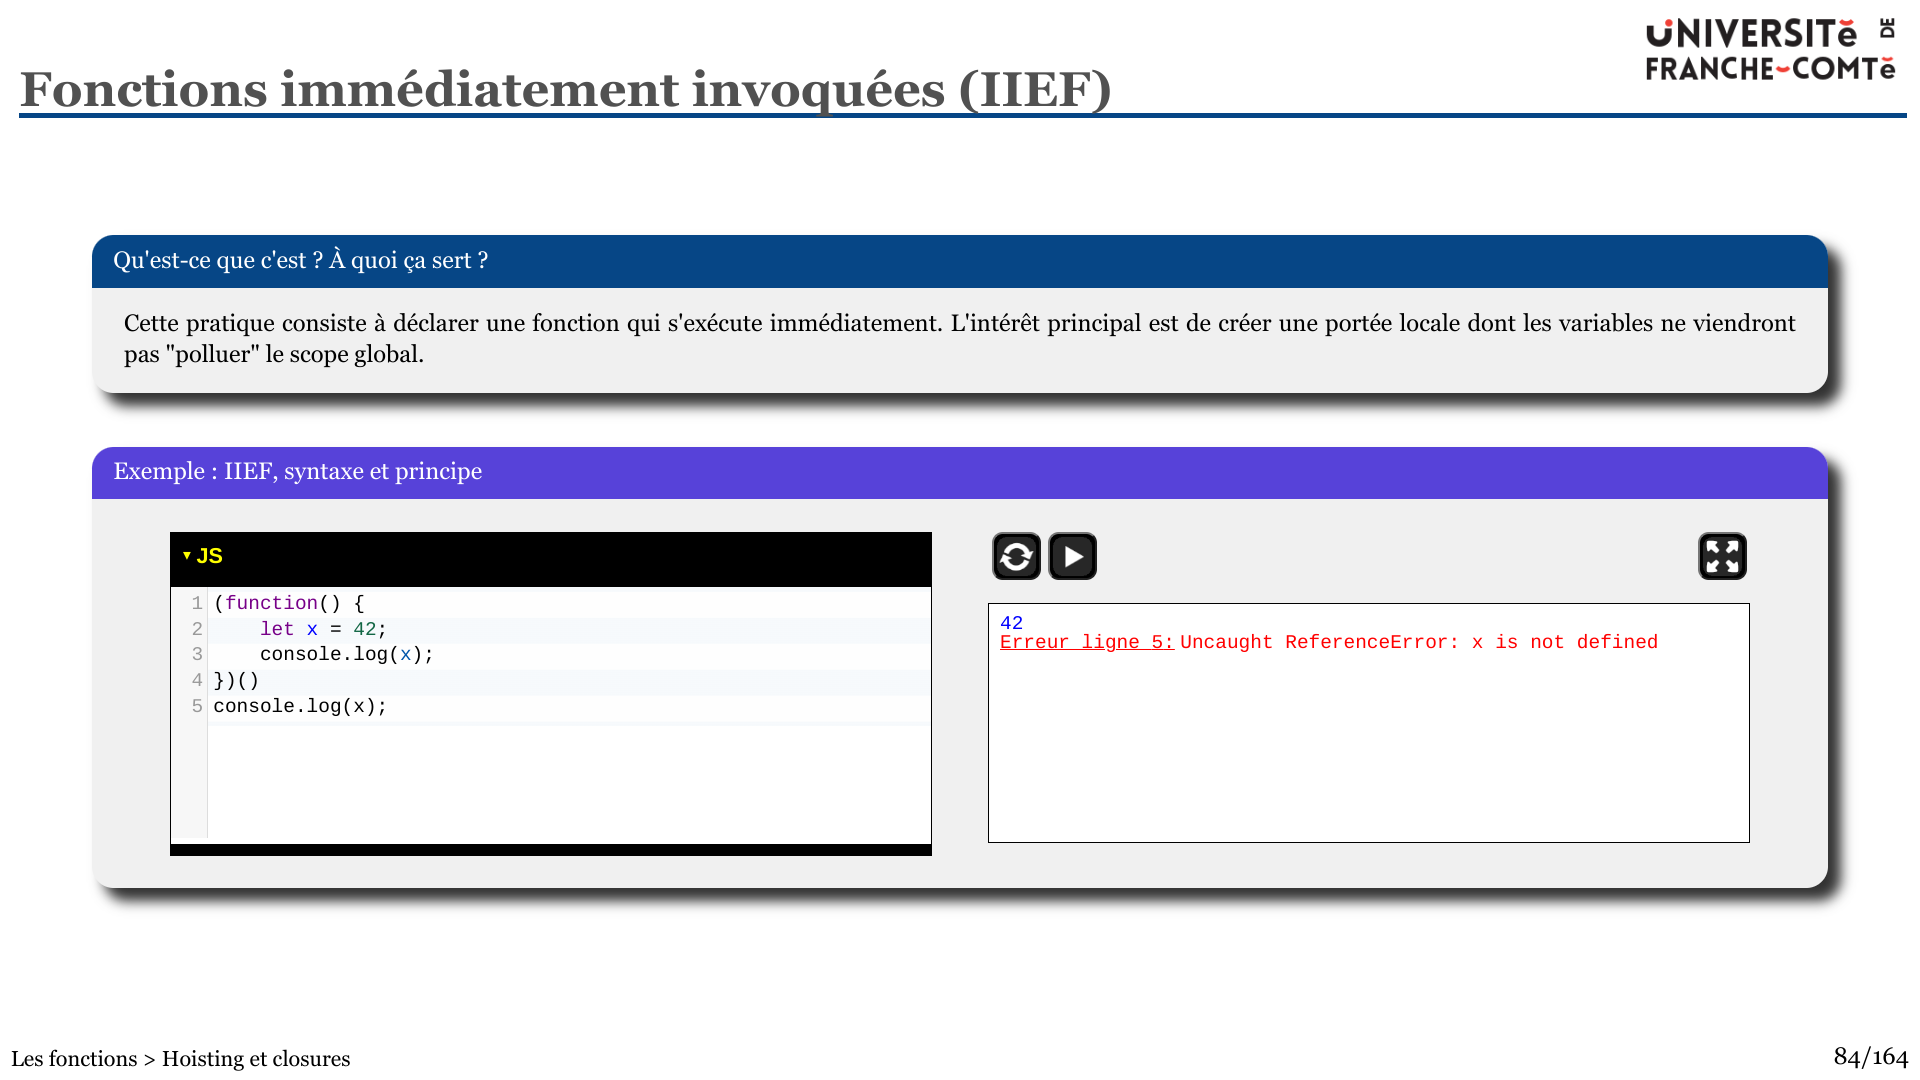 UNIVERSITĕ DE
FRANCHE-COMTĕ
Fonctions immédiatement invoquées (IIEF)
Qu'est-ce que c'est ? À quoi ça sert ?
Cette pratique consiste à déclarer une fonction qui s'exécute immédiatement. L'intérêt principal est de créer une portée locale dont les variables ne viendront
pas "polluer" le scope global.
Exemple : IIEF, syntaxe et principe
▾ JS
1 (function() {
2     let x = 42;
3     console.log(x);
4 })()
5 console.log(x);
42
Erreur ligne 5: Uncaught ReferenceError: x is not defined
Les fonctions > Hoisting et closures
84/164